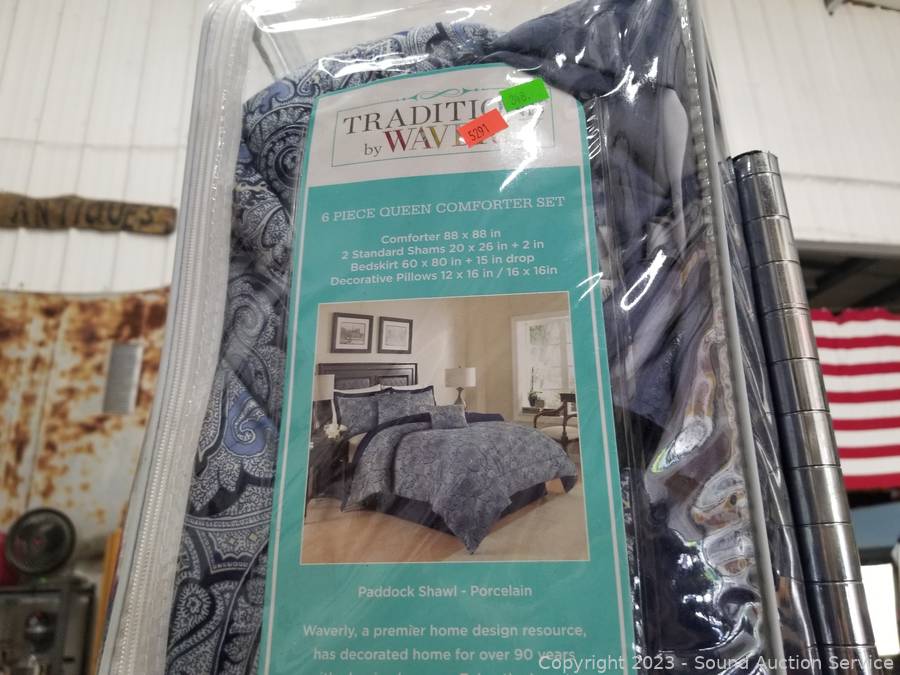 ANTIQUES
TRADITIO
by WAVE
5291
6 PIECE QUEEN COMFORTER SET
Comforter 88 x 88 in
2 Standard Shams 20 x 26 in + 2 in
Bedskirt 60 x 80 in + 15 in drop
Decorative Pillows 12 x 16 in / 16 x 16in
Paddock Shawl - Porcelain
Waverly, a premier home design resource,
has decorated home for over 90 years
Copyright 2023 - Sound Auction Service